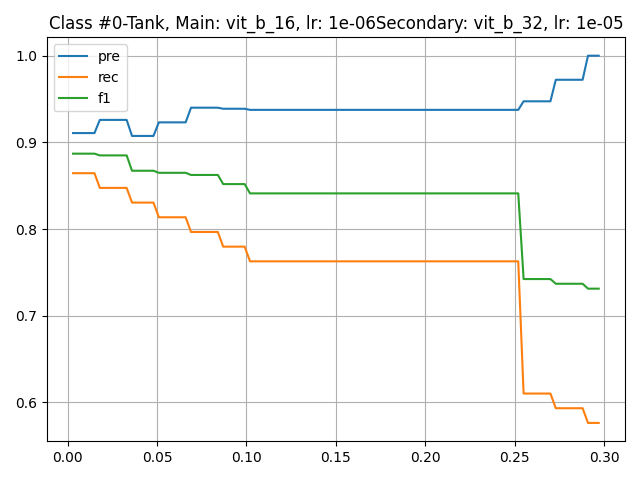 Class #0-Tank, Main: vit_b_16, lr: 1e-06Secondary: vit_b_32, lr: 1e-05
pre
rec
f1
1.0
0.9
0.8
0.7
0.6
0.00 0.05 0.10 0.15 0.20 0.25 0.30